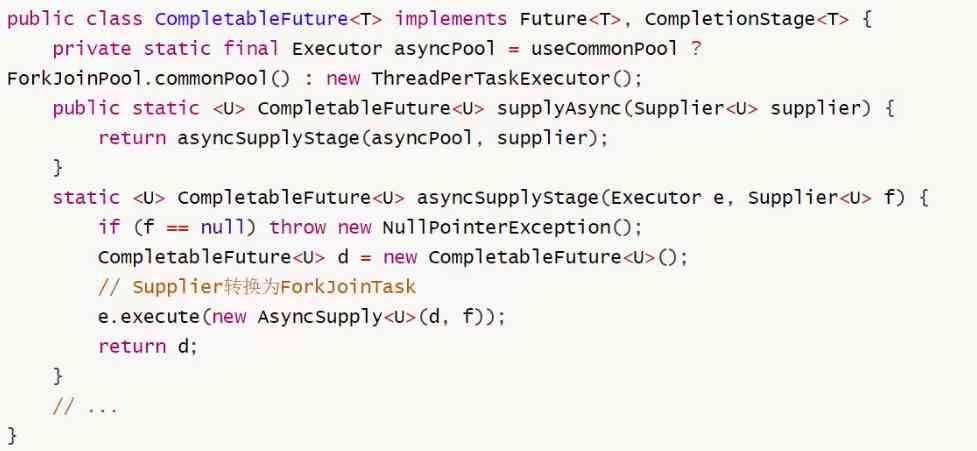 public class CompletableFuture<T> implements Future<T>, CompletionStage<T> {
    private static final Executor asyncPool = useCommonPool ?
ForkJoinPool.commonPool() : new ThreadPerTaskExecutor();
    public static <U> CompletableFuture<U> supplyAsync(Supplier<U> supplier) {
        return asyncSupplyStage(asyncPool, supplier);
    }
    static <U> CompletableFuture<U> asyncSupplyStage(Executor e, Supplier<U> f) {
        if (f == null) throw new NullPointerException();
        CompletableFuture<U> d = new CompletableFuture<U>();
        // Supplier转换为ForkJoinTask
        e.execute(new AsyncSupply<U>(d, f));
        return d;
    }
    // ...
}